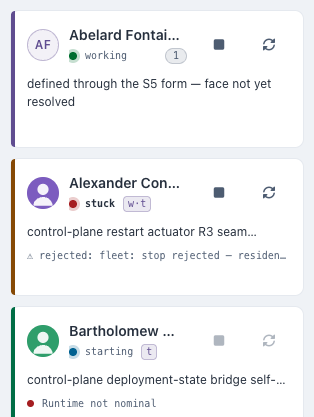 AF Abelard Fontai...
working 1
defined through the S5 form — face not yet
resolved
Alexander Con...
stuck w·t
control-plane restart actuator R3 seam...
⚠ rejected: fleet: stop rejected — residen…
Bartholomew ...
starting t
control-plane deployment-state bridge self-...
Runtime not nominal